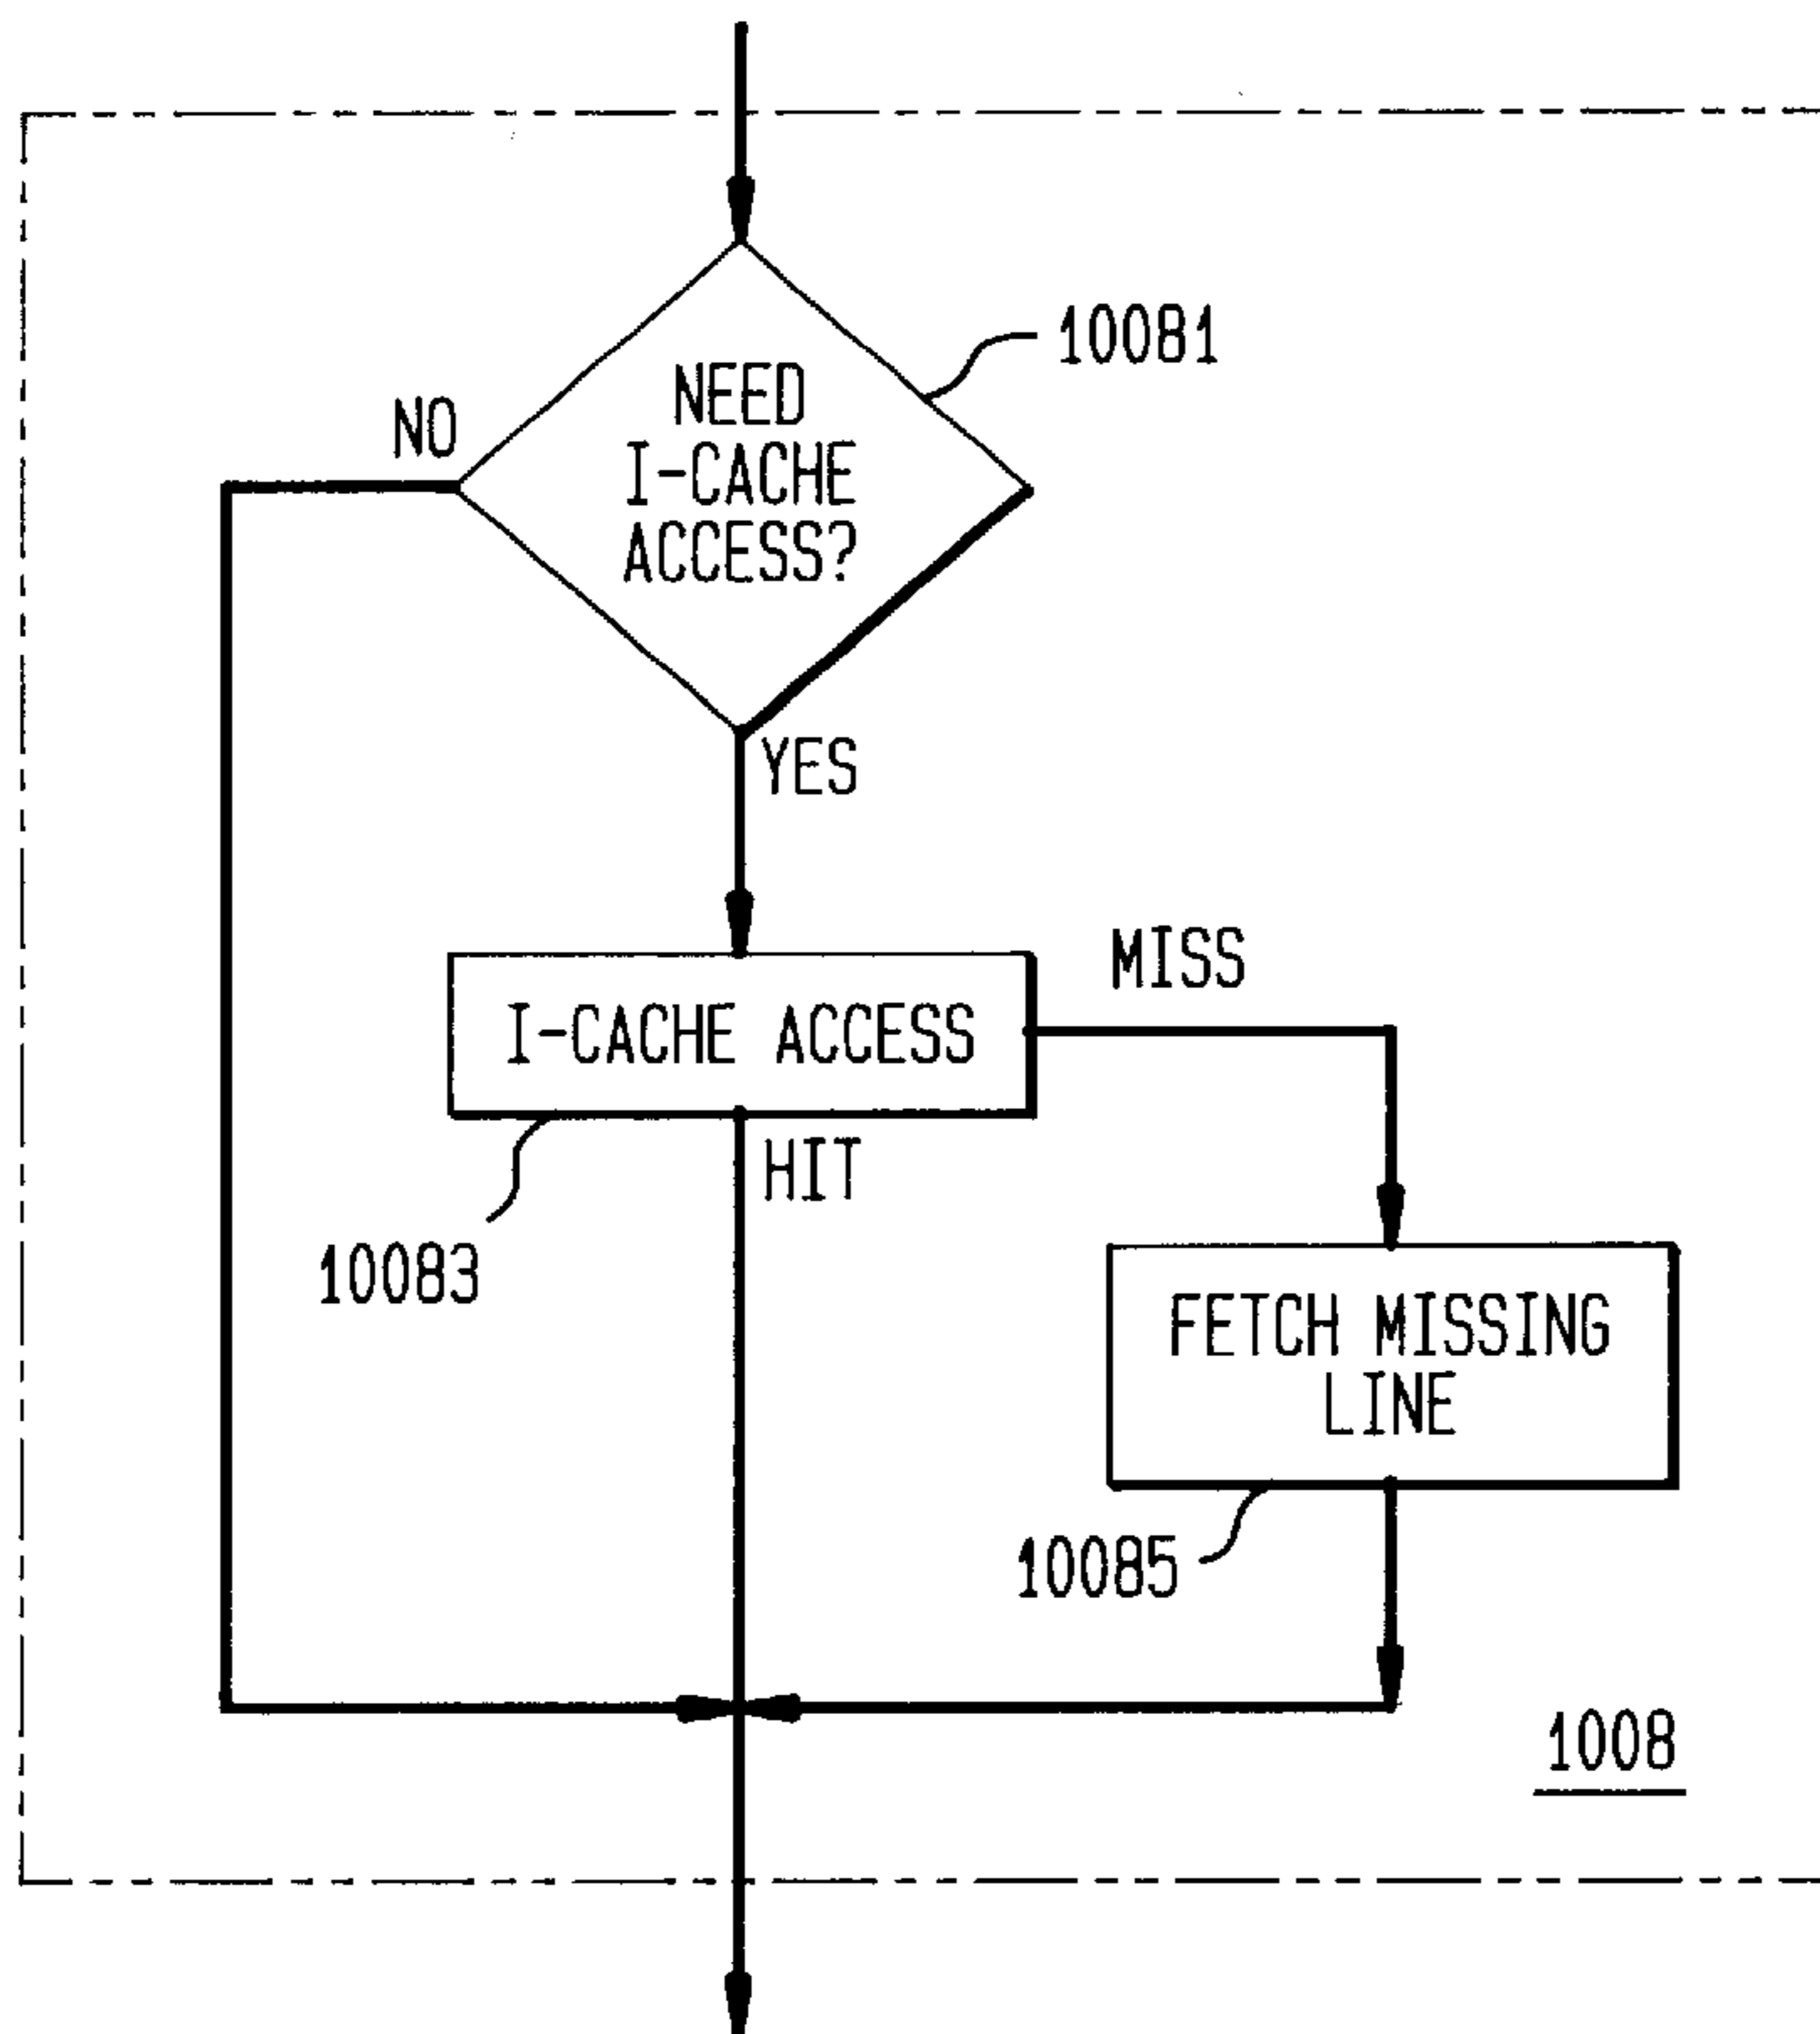 10081
NEED
NO
I-CACHE
ACCESS?
YES
MISS
I-CACHE ACCESS
HIT
10083
FETCH MISSING
LINE
10085
1008